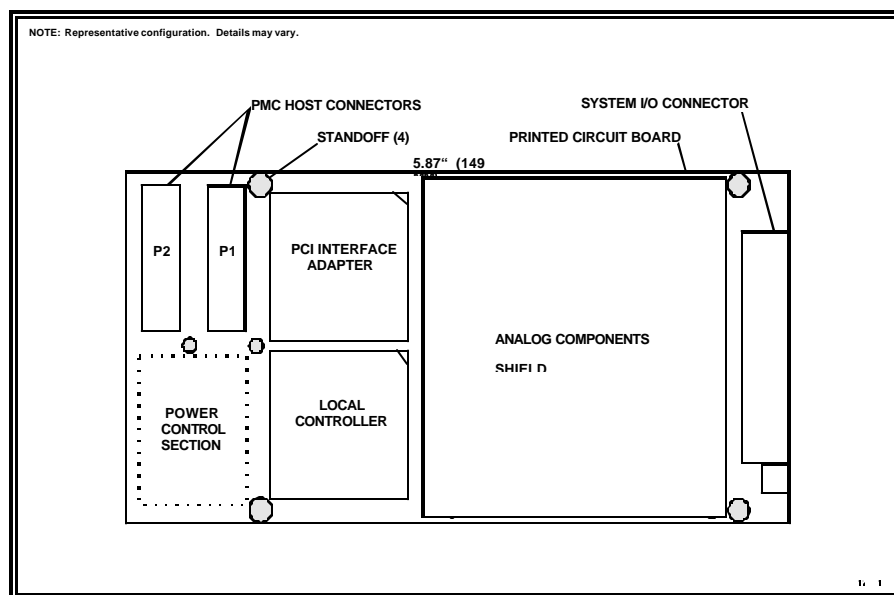 NOTE: Representative configuration. Details may vary.
PMC HOST CONNECTORS
SYSTEM I/O CONNECTOR
STANDOFF (4)
PRINTED CIRCUIT BOARD
5.87“ (149
P2
P1
PCI INTERFACE
ADAPTER
ANALOG COMPONENTS
SHIELD
POWER
CONTROL
SECTION
LOCAL
CONTROLLER